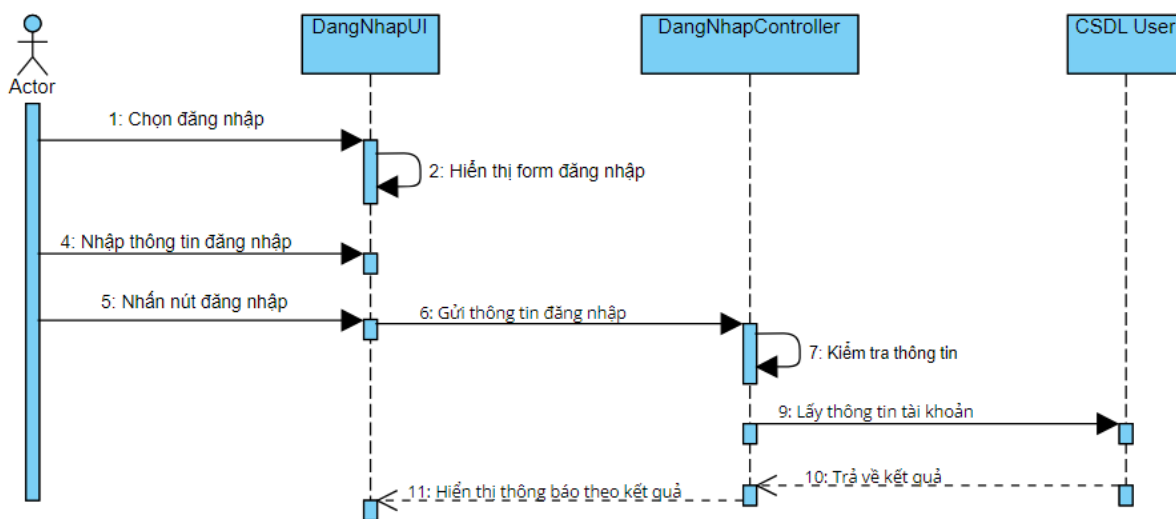 DangNhapUI
DangNhapController
CSDL User
Actor
1: Chọn đăng nhập
2: Hiển thị form đăng nhập
4: Nhập thông tin đăng nhập
5: Nhấn nút đăng nhập
6: Gửi thông tin đăng nhập
7: Kiểm tra thông tin
9: Lấy thông tin tài khoản
10: Trả về kết quả
11: Hiển thị thông báo theo kết quả